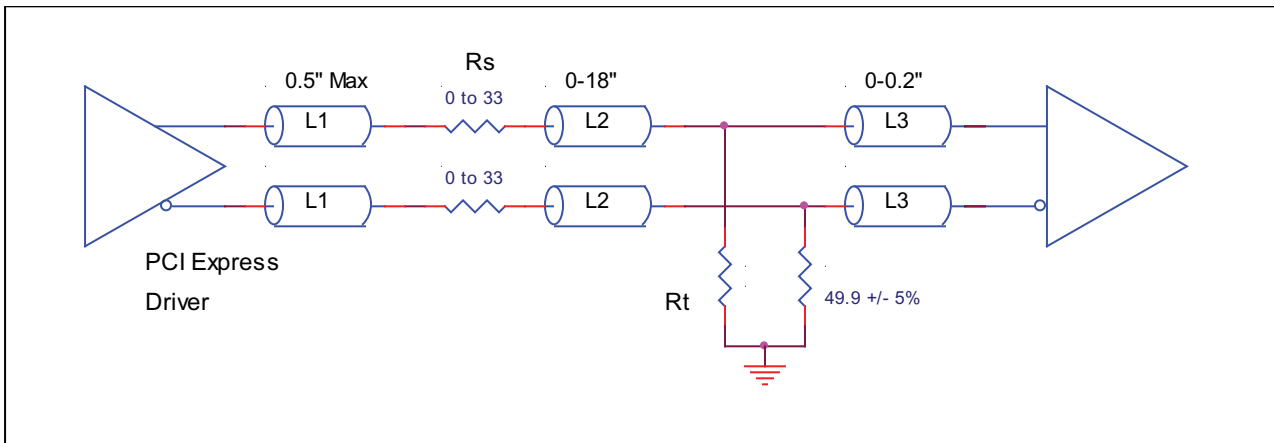 Rs
0.5" Max
0-18"
0-0.2"
0 to 33
L1
L2
L3
0 to 33
L1
L2
L3
PCI Express
Driver
Rt
49.9 +/- 5%